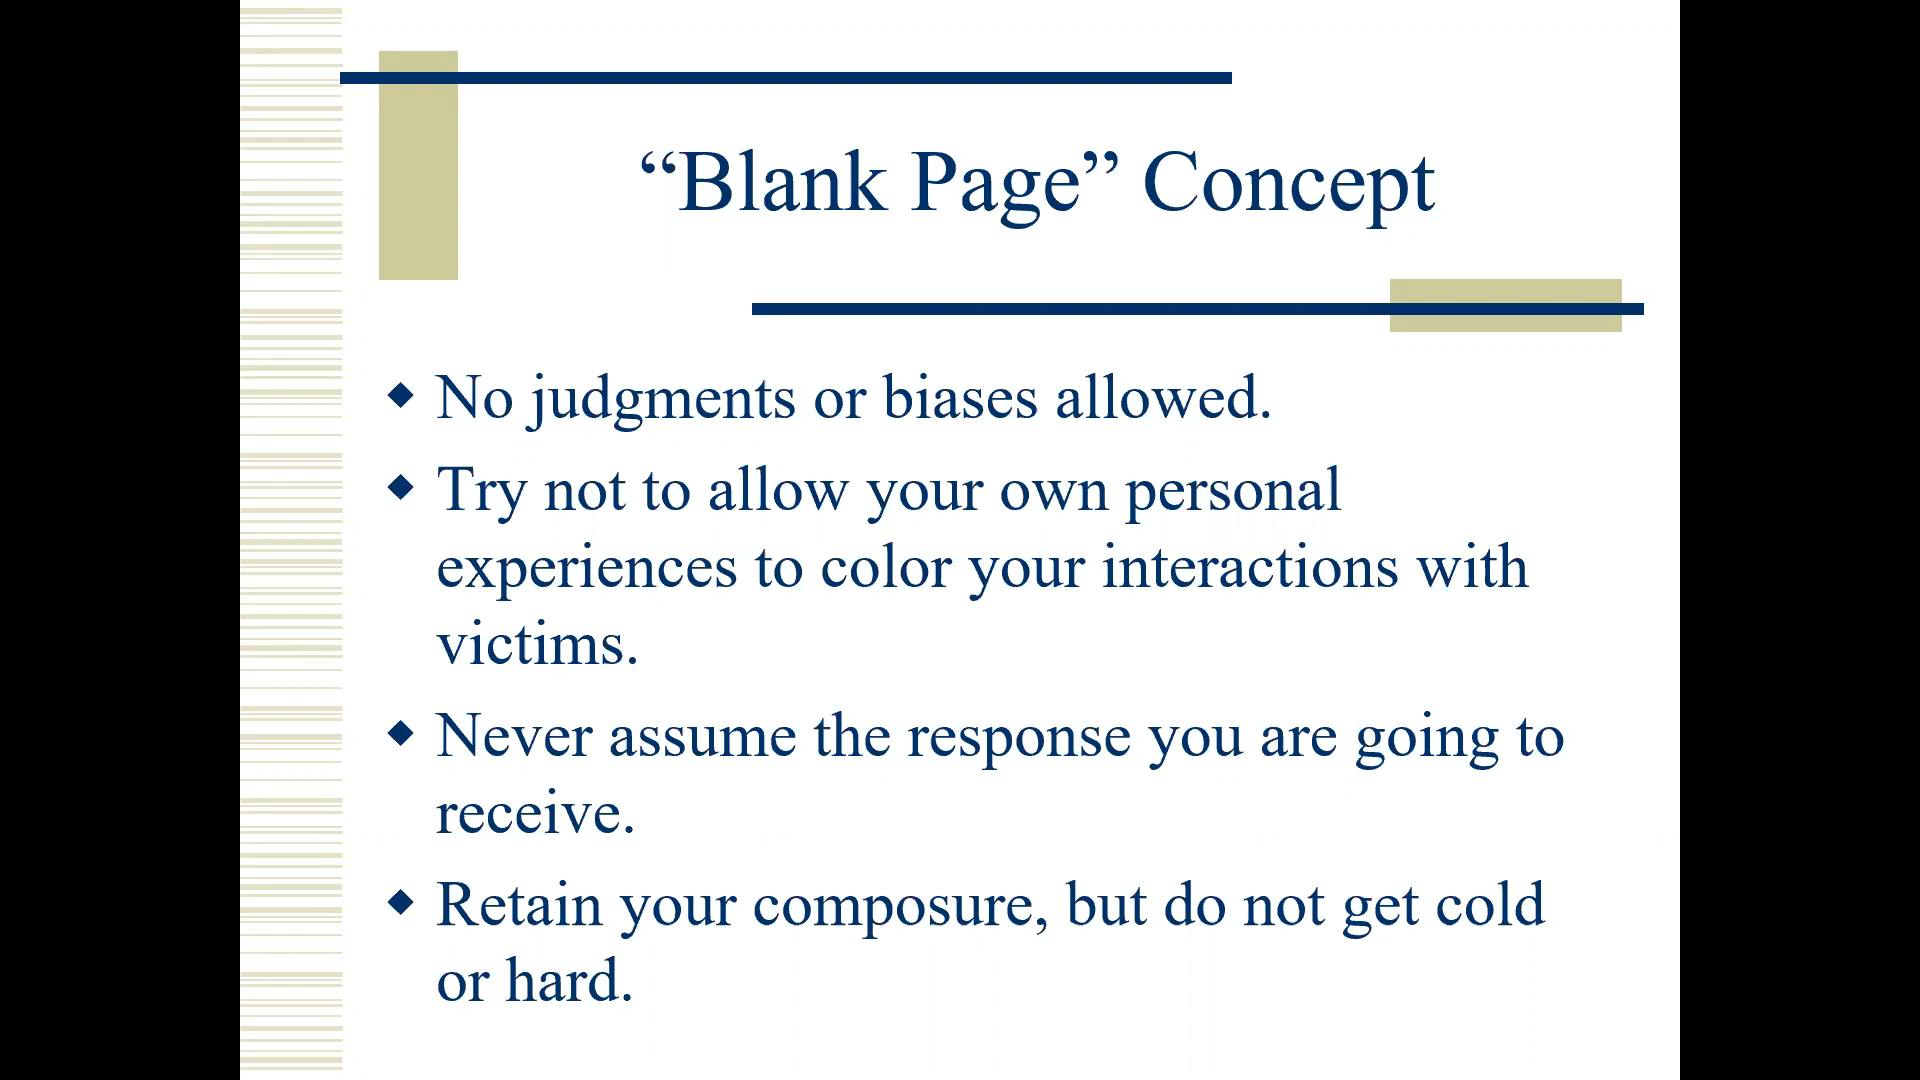 “Blank Page” Concept
No judgments or biases allowed.
Try not to allow your own personal
experiences to color your interactions with
victims.
Never assume the response you are going to
receive.
Retain your composure, but do not get cold
or hard.